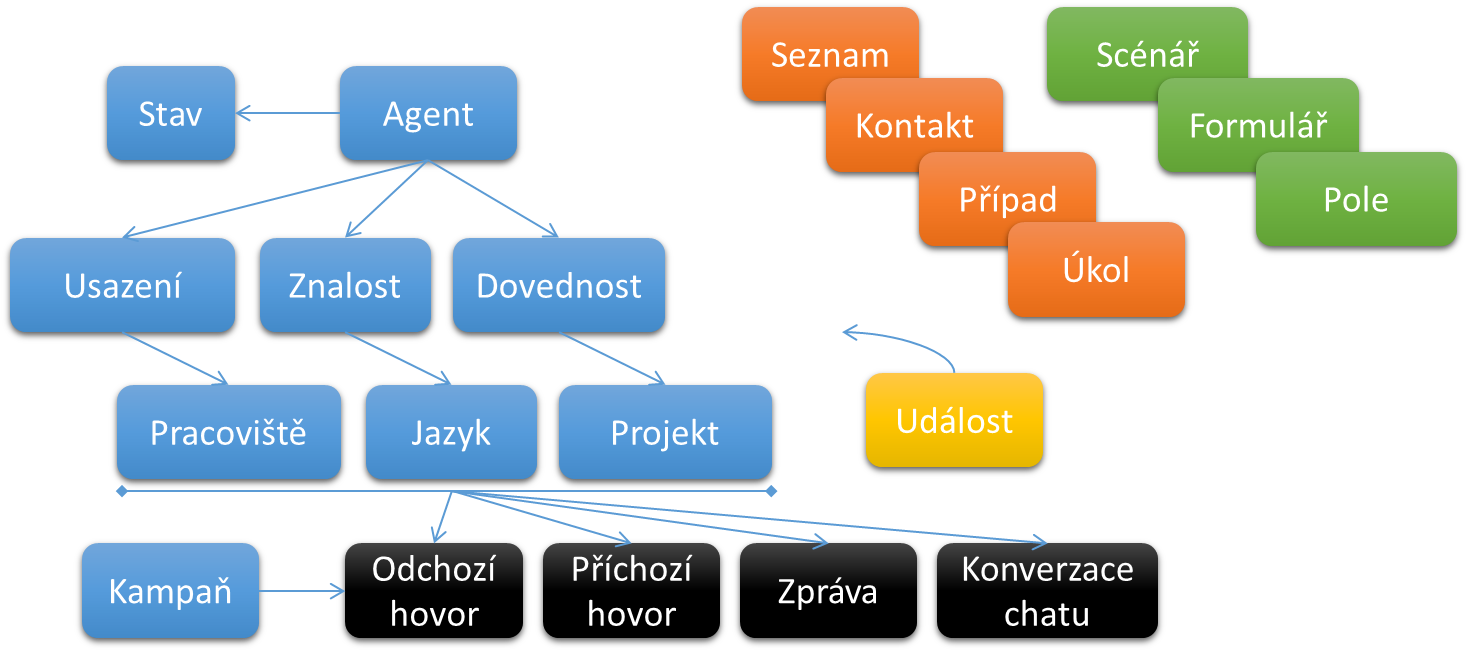 Seznam
Scénář
Stav
Agent
Kontakt
Formulář
Případ
Pole
Úkol
Usazení
Znalost
Dovednost
Pracoviště
Jazyk
Projekt
Událost
Kampaň
Odchozí
hovor
Příchozí
hovor
Zpráva
Konverzace
chatu